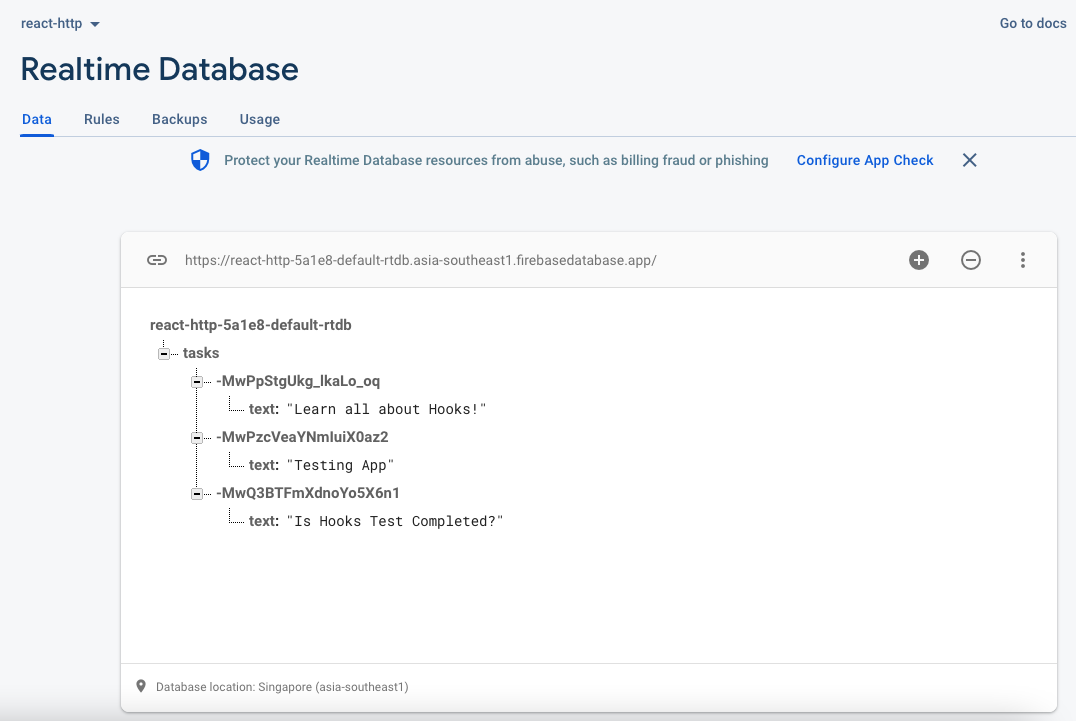 react-http
Go to docs
Realtime Database
Data Rules Backups Usage
Protect your Realtime Database resources from abuse, such as billing fraud or phishing Configure App Check
https://react-http-5a1e8-default-rtdb.asia-southeast1.firebasedatabase.app/
react-http-5a1e8-default-rtdb
tasks
-MwPpStgUkg_lkaLo_oq
text: "Learn all about Hooks!"
-MwPzcVeaYNmIuiX0az2
text: "Testing App"
-MwQ3BTFmXdnoYo5X6n1
text: "Is Hooks Test Completed?"
Database location: Singapore (asia-southeast1)